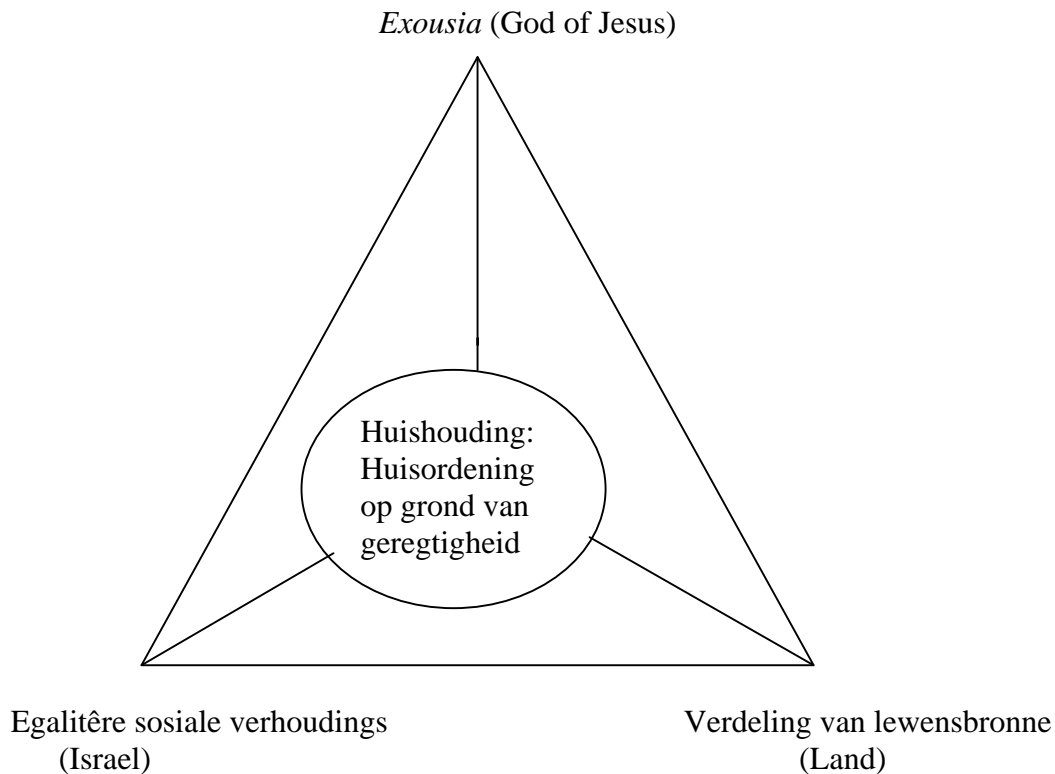 Exousia (God of Jesus)
Huishouding:
Huisordening
op grond van
geregtigheid
Egalitêre sosiale verhoudings
(Israel)
Verdeling van lewensbronne
(Land)